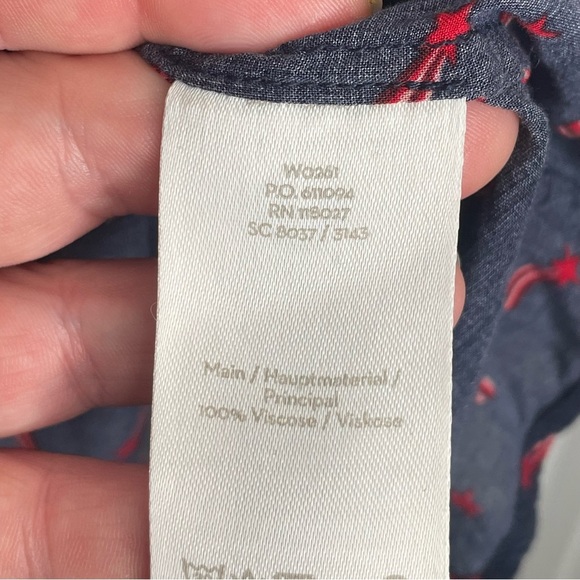 W0261
P.O. 611094
RN 118027
SC 8037 / 3143
Main / Hauptmaterial /
Principal
100% Viscose / Viskose